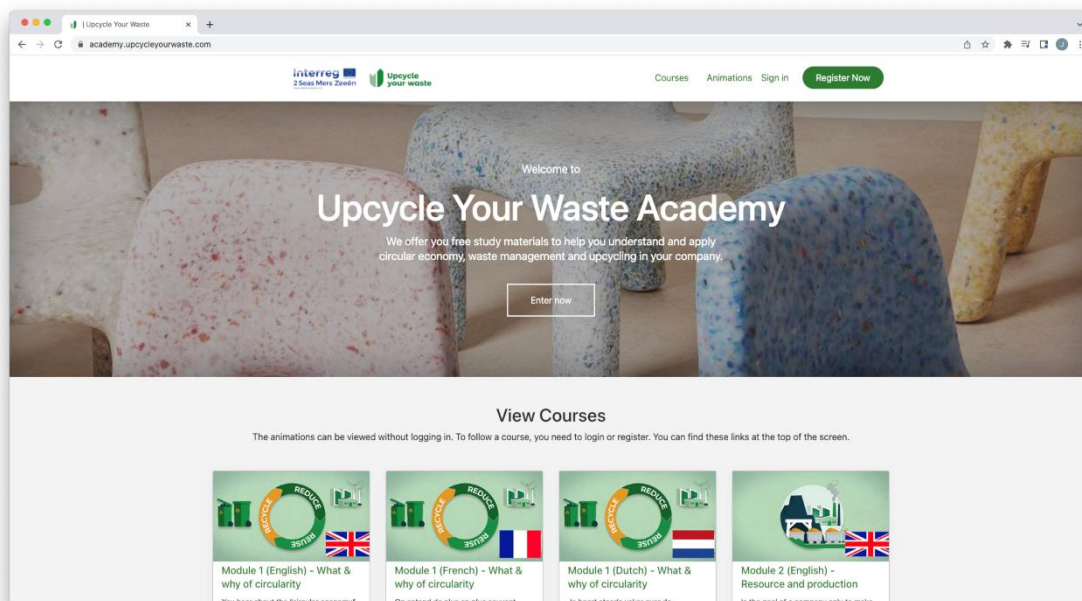 | Upcycle Your Waste
academy.upcycleyourwaste.com
J
Interreg
2 Seas Mers Zeeën
Upcycle
your waste
Courses Animations Sign in Register Now
Welcome to
Upcycle Your Waste Academy
We offer you free study materials to help you understand and apply
circular economy, waste management and upcycling in your company.
Enter now
View Courses
The animations can be viewed without logging in. To follow a course, you need to login or register. You can find these links at the top of the screen.
REDUCE
RECYCLE
REUSE
REDUCE
RECYCLE
REUSE
REDUCE
RECYCLE
REUSE
Module 1 (English) - What &
why of circularity
Module 1 (French) - What &
why of circularity
Module 1 (Dutch) - What &
why of circularity
Module 2 (English) -
Resource and production